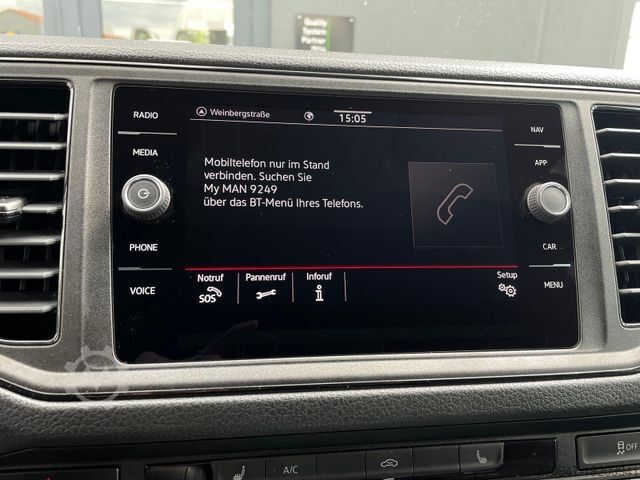 Quality
System
Partner
RADIO
MEDIA
PHONE
VOICE
Weinbergstraße
15:05
Mobiltelefon nur im Stand
verbinden. Suchen Sie
My MAN 9249
über das BT-Menü Ihres Telefons.
Notruf
SOS
Pannenruf
Inforuf
Setup
NAV
APP
CAR
MENU
A/C
OFF